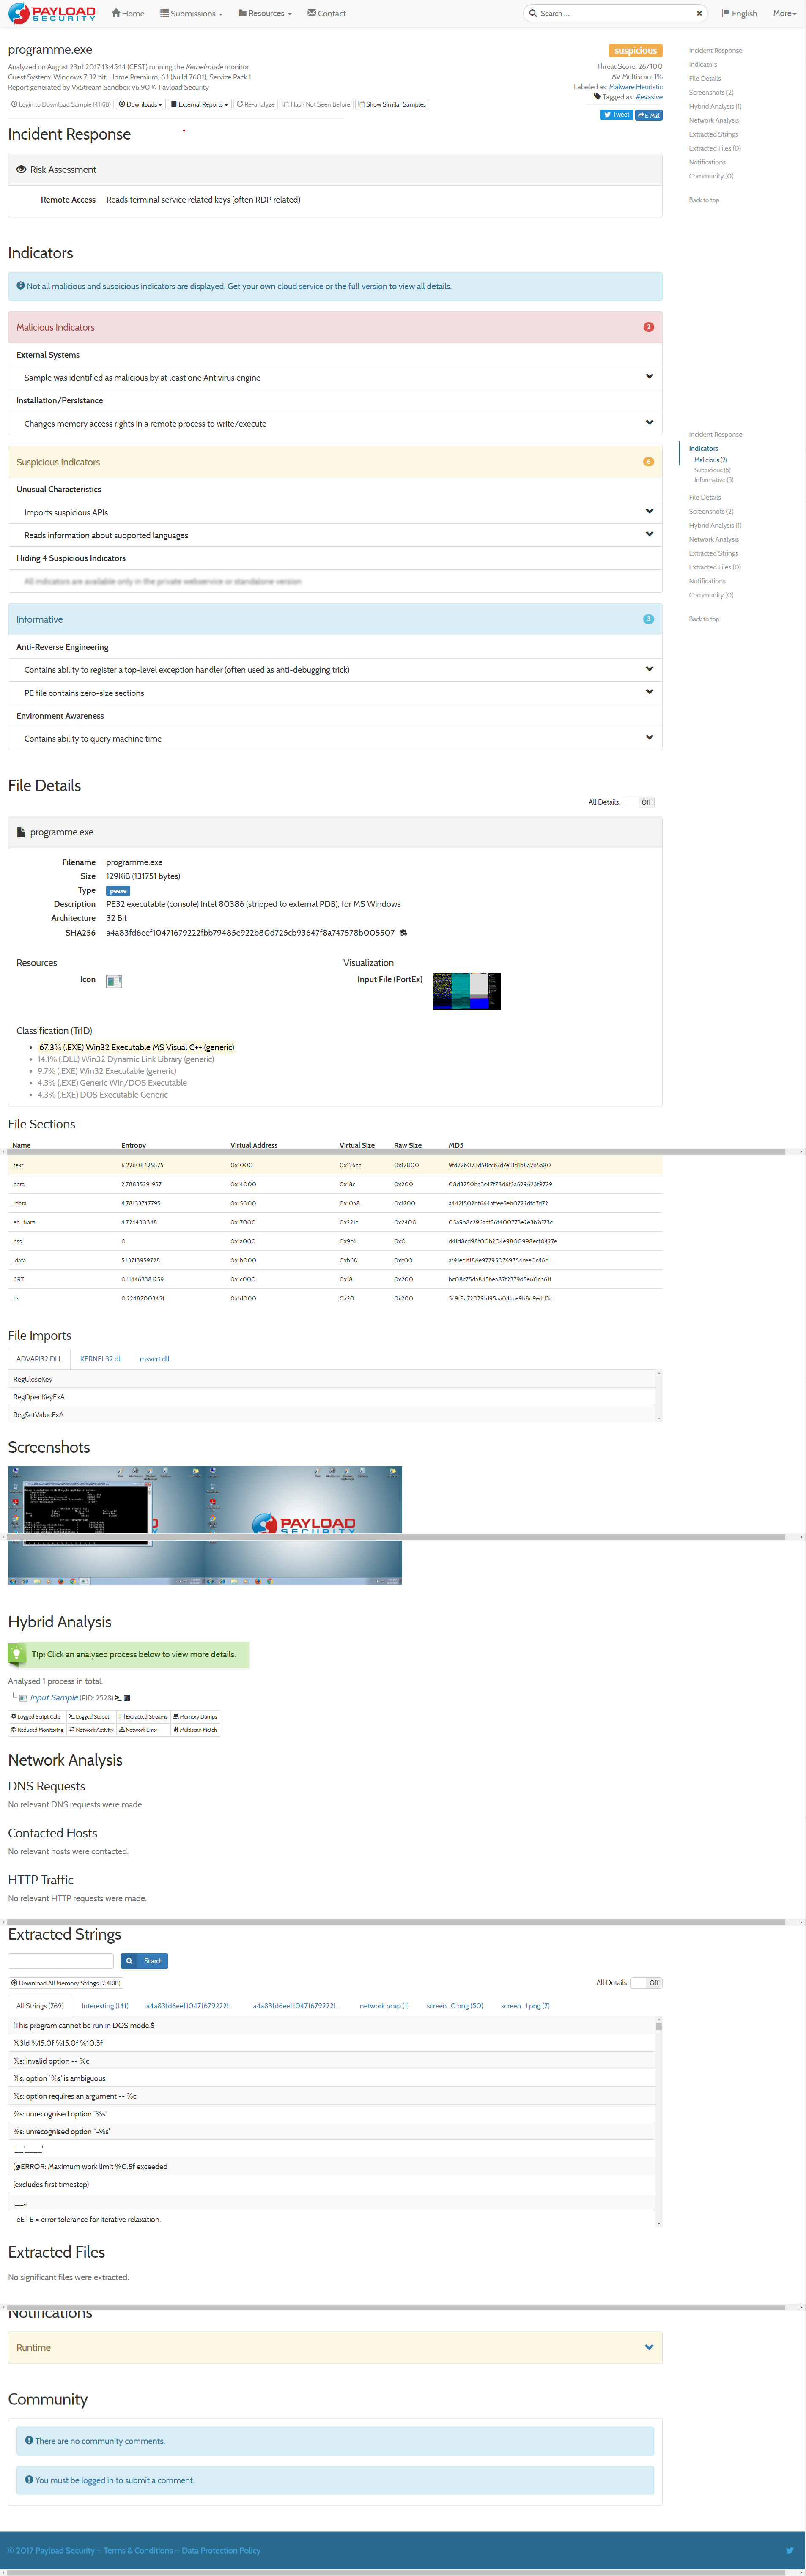 PAYLOAD SECURITY
Home Submissions Resources Contact Search ... English More
programme.exe
suspicious
Analyzed on August 23rd 2017 13:45:14 (CEST) running the Kernelmode monitor
Guest System: Windows 7 32 bit, Home Premium, 6.1 (build 7601), Service Pack 1
Report generated by VxStream Sandbox v6.90 © Payload Security
Threat Score: 26/100
AV Multiscan: 1%
Labeled as: Malware.Heuristic
Tagged as: #evasive
Login to Download Sample (41KiB) Downloads External Reports Re-analyze Hash Not Seen Before Show Similar Samples
Tweet E-Mail
Incident Response
Indicators
File Details
Screenshots (2)
Hybrid Analysis (1)
Network Analysis
Extracted Strings
Extracted Files (0)
Notifications
Community (0)
Back to top
Incident Response
Risk Assessment
Remote Access Reads terminal service related keys (often RDP related)
Indicators
Not all malicious and suspicious indicators are displayed. Get your own cloud service or the full version to view all details.
Malicious Indicators 2
External Systems
Sample was identified as malicious by at least one Antivirus engine
Installation/Persistance
Changes memory access rights in a remote process to write/execute
Suspicious Indicators 6
Unusual Characteristics
Imports suspicious APIs
Reads information about supported languages
Hiding 4 Suspicious Indicators
All indicators are available only in the private webservice or standalone version
Incident Response
Indicators
Malicious (2)
Suspicious (6)
Informative (3)
File Details
Screenshots (2)
Hybrid Analysis (1)
Network Analysis
Extracted Strings
Extracted Files (0)
Notifications
Community (0)
Back to top
Informative 3
Anti-Reverse Engineering
Contains ability to register a top-level exception handler (often used as anti-debugging trick)
PE file contains zero-size sections
Environment Awareness
Contains ability to query machine time
File Details
All Details: Off
programme.exe
Filename programme.exe
Size 129KiB (131751 bytes)
Type peexe
Description PE32 executable (console) Intel 80386 (stripped to external PDB), for MS Windows
Architecture 32 Bit
SHA256 a4a83fd6eef10471679222fbb79485e922b80d725cb93647f8a747578b005507
Resources
Icon
Visualization
Input File (PortEx)
Classification (TrID)
67.3% (.EXE) Win32 Executable MS Visual C++ (generic)
14.1% (.DLL) Win32 Dynamic Link Library (generic)
9.7% (.EXE) Win32 Executable (generic)
4.3% (.EXE) Generic Win/DOS Executable
4.3% (.EXE) DOS Executable Generic
File Sections
Name Entropy Virtual Address Virtual Size Raw Size MD5
.text 6.22608425575 0x1000 0x126cc 0x12800 9fd72b073d58ccb7d7e13d1b8a2b5a80
.data 2.78835291957 0x14000 0x18c 0x200 08d3250ba3c47f78d6f2a629623f9729
.rdata 4.78133747795 0x15000 0x10a8 0x1200 a442f502bf664affee5eb0722dfd7d72
.eh_fram 4.724430348 0x17000 0x221c 0x2400 05a9b8c296aaf36f400773e2e3b2673c
.bss 0 0x1a000 0x9c4 0x0 d41d8cd98f00b204e9800998ecf8427e
.idata 5.13713959728 0x1b000 0xb68 0xc00 af91ec1f186e977950769354cee0c46d
.CRT 0.114463381259 0x1c000 0x18 0x200 bc08c75da845bea87f2379d5e60cb61f
.tls 0.22482003451 0x1d000 0x20 0x200 5c9f8a72079fd95aa04ace9b8d9edd3c
File Imports
ADVAPI32.DLL KERNEL32.dll msvcrt.dll
RegCloseKey
RegOpenKeyExA
RegSetValueExA
Screenshots
PAYLOAD SECURITY
Hybrid Analysis
Tip: Click an analysed process below to view more details.
Analysed 1 process in total.
Input Sample (PID: 2528)
Logged Script Calls Logged Stdout Extracted Streams Memory Dumps
Reduced Monitoring Network Activity Network Error Multiscan Match
Network Analysis
DNS Requests
No relevant DNS requests were made.
Contacted Hosts
No relevant hosts were contacted.
HTTP Traffic
No relevant HTTP requests were made.
Extracted Strings
Search
Download All Memory Strings (2.4KiB)
All Details: Off
All Strings (769) Interesting (141) a4a83fd6eef10471679222f... a4a83fd6eef10471679222f... network.pcap (1) screen_0.png (50) screen_1.png (7)
!This program cannot be run in DOS mode.$
%3ld %15.0f %15.0f %10.3f
%s: invalid option -- %c
%s: option `%s' is ambiguous
%s: option requires an argument -- %c
%s: unrecognised option `%s'
%s: unrecognised option `-%s'
(@ERROR: Maximum work limit %0.5f exceeded
(excludes first timestep)
-eE : E - error tolerance for iterative relaxation.
Extracted Files
No significant files were extracted.
Notifications
Runtime
Community
There are no community comments.
You must be logged in to submit a comment.
© 2017 Payload Security – Terms & Conditions – Data Protection Policy